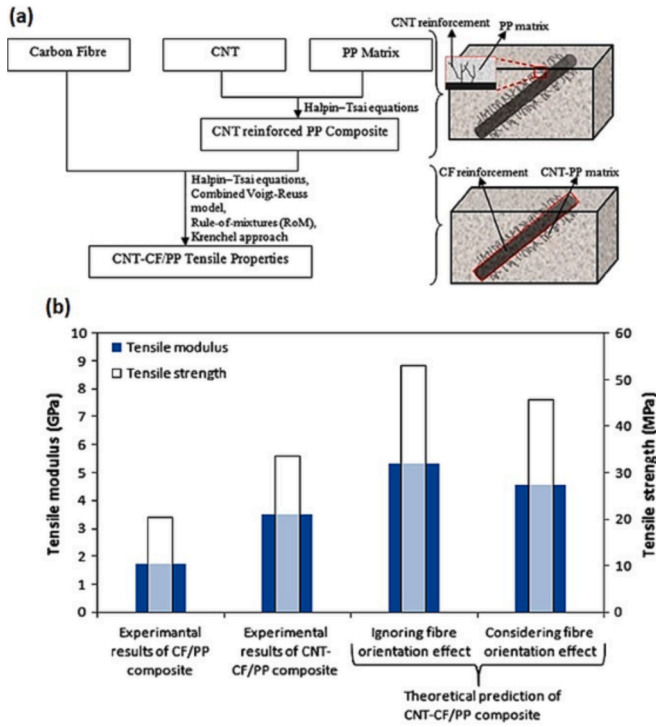 (a)
CNT reinforcement
PP matrix
Carbon Fibre
CNT
PP Matrix
Halpin–Tsai equations
CNT reinforced PP Composite
CF reinforcement
CNT-PP matrix
Halpin–Tsai equations,
Combined Voigt-Reuss
model,
Rule-of-mixtures (RoM),
Krenchel approach
CNT-CF/PP Tensile Properties
(b)
Tensile modulus
Tensile strength
Tensile modulus (GPa)
10
9
8
7
6
5
4
3
2
1
0
60
50
40
30
20
10
0
Tensile strength (MPa)
Experimantal
results of CF/PP
composite
Experimental
results of CNT-
CF/PP composite
Ignoring fibre
orientation effect
Considering fibre
orientation effect
Theoretical prediction of
CNT-CF/PP composite